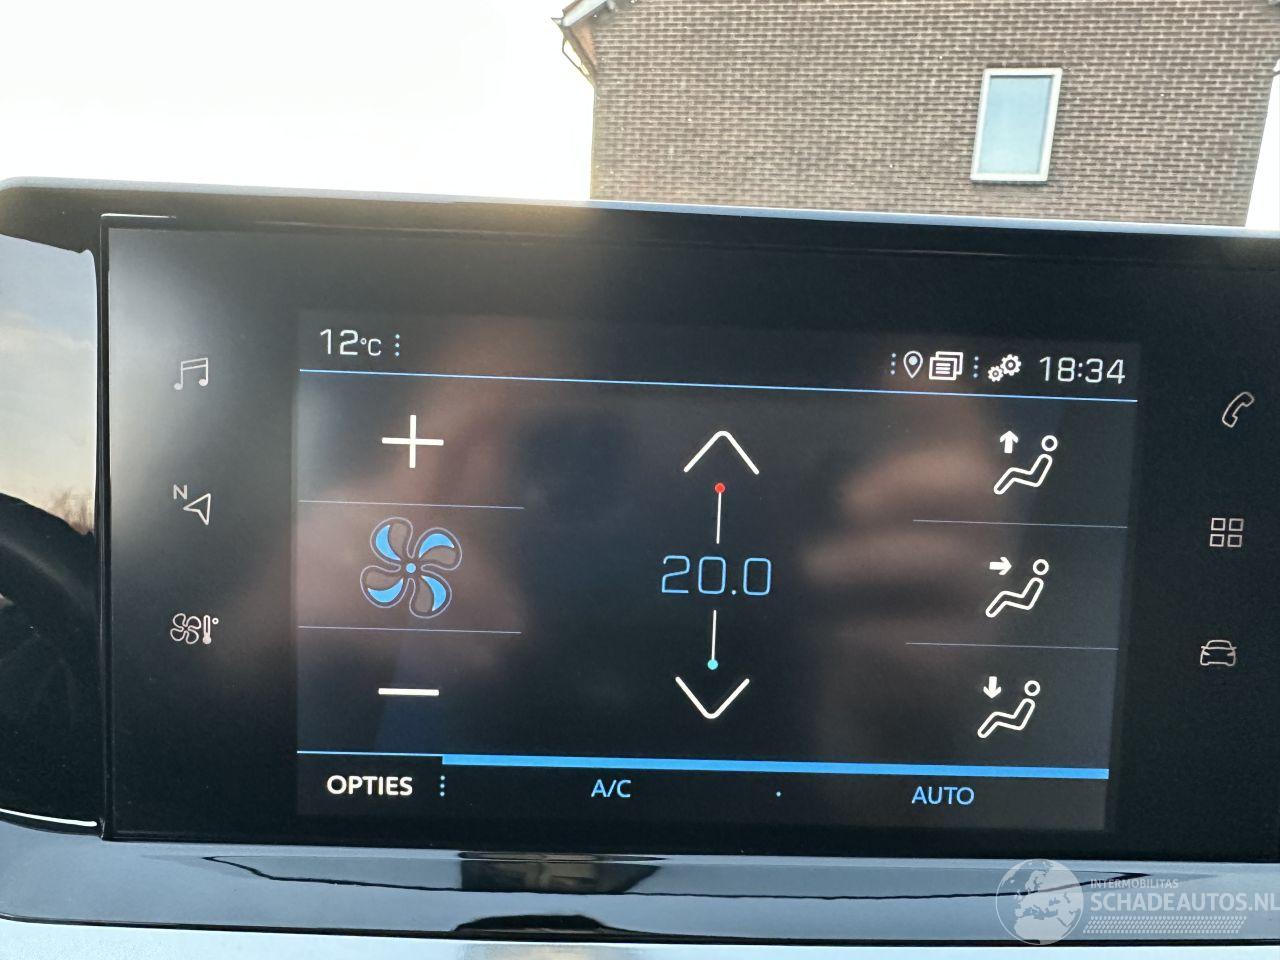 12°C
18:34
N
20.0
OPTIES
A/C
AUTO
INTERMOBILITAS
SCHADEAUTOS.NL